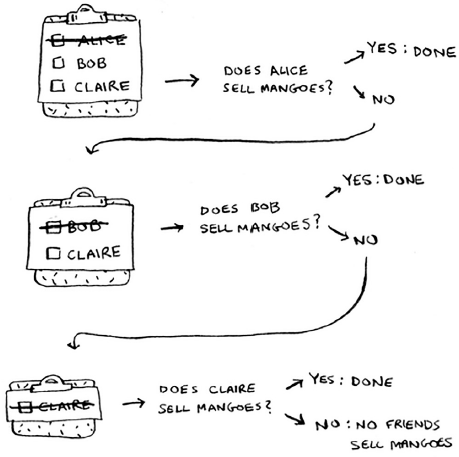 ALICE
BOB
CLAIRE
DOES ALICE
SELL MANGOES?
YES: DONE
NO
BOB
CLAIRE
DOES BOB
SELL MANGOES?
YES: DONE
NO
CLAIRE
DOES CLAIRE
SELL MANGOES?
YES: DONE
NO: NO FRIENDS
SELL MANGOES